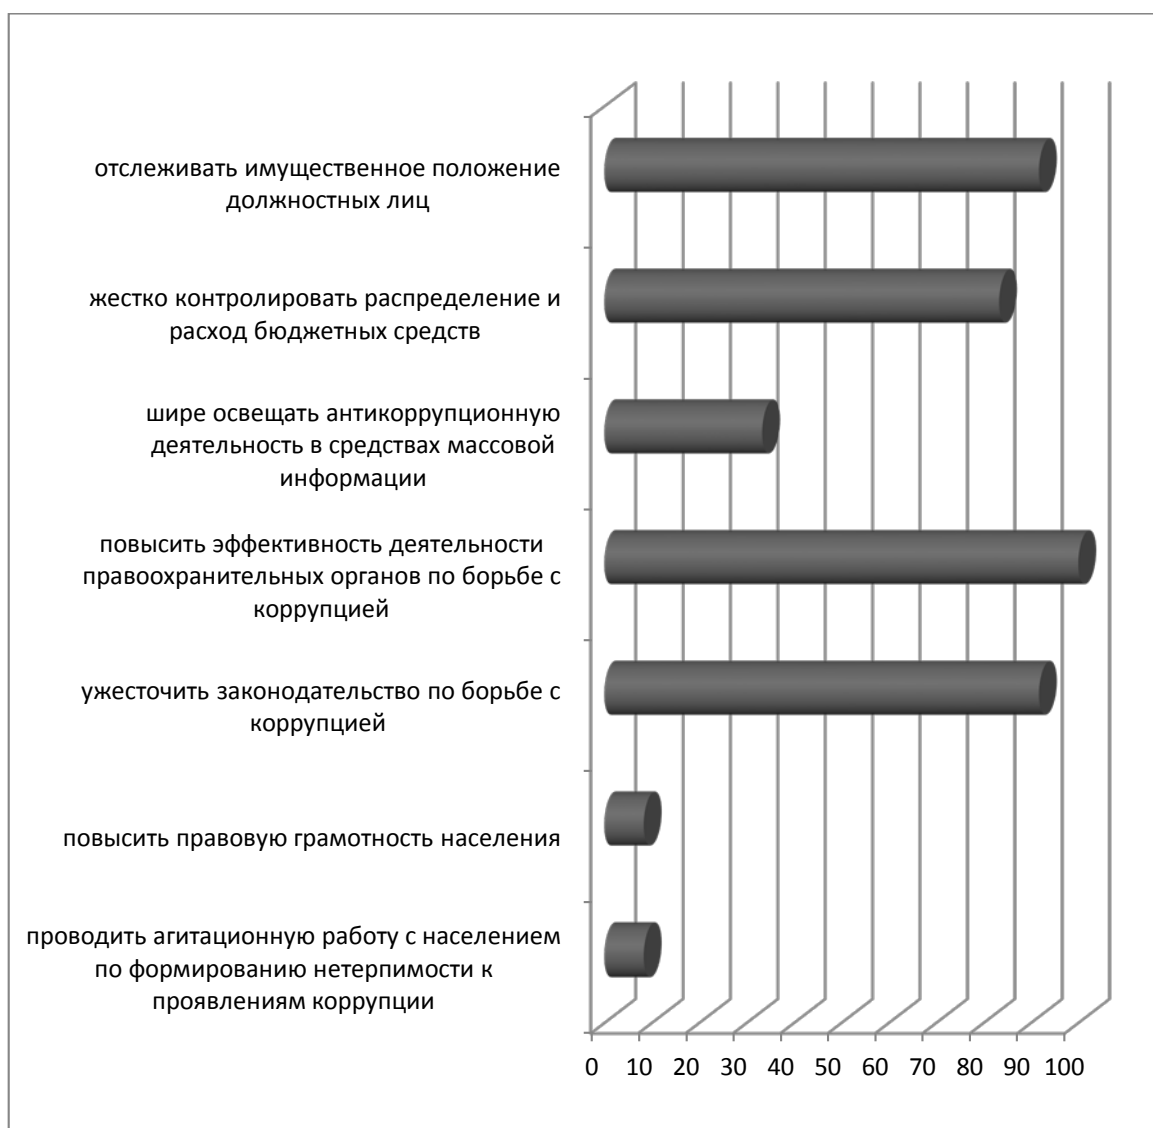 отслеживать имущественное положение
должностных лиц
жестко контролировать распределение и
расход бюджетных средств
шире освещать антикоррупционную
деятельность в средствах массовой
информации
повысить эффективность деятельности
правоохранительных органов по борьбе с
коррупцией
ужесточить законодательство по борьбе с
коррупцией
повысить правовую грамотность населения
проводить агитационную работу с населением
по формированию нетерпимости к
проявлениям коррупции
0 10 20 30 40 50 60 70 80 90 100